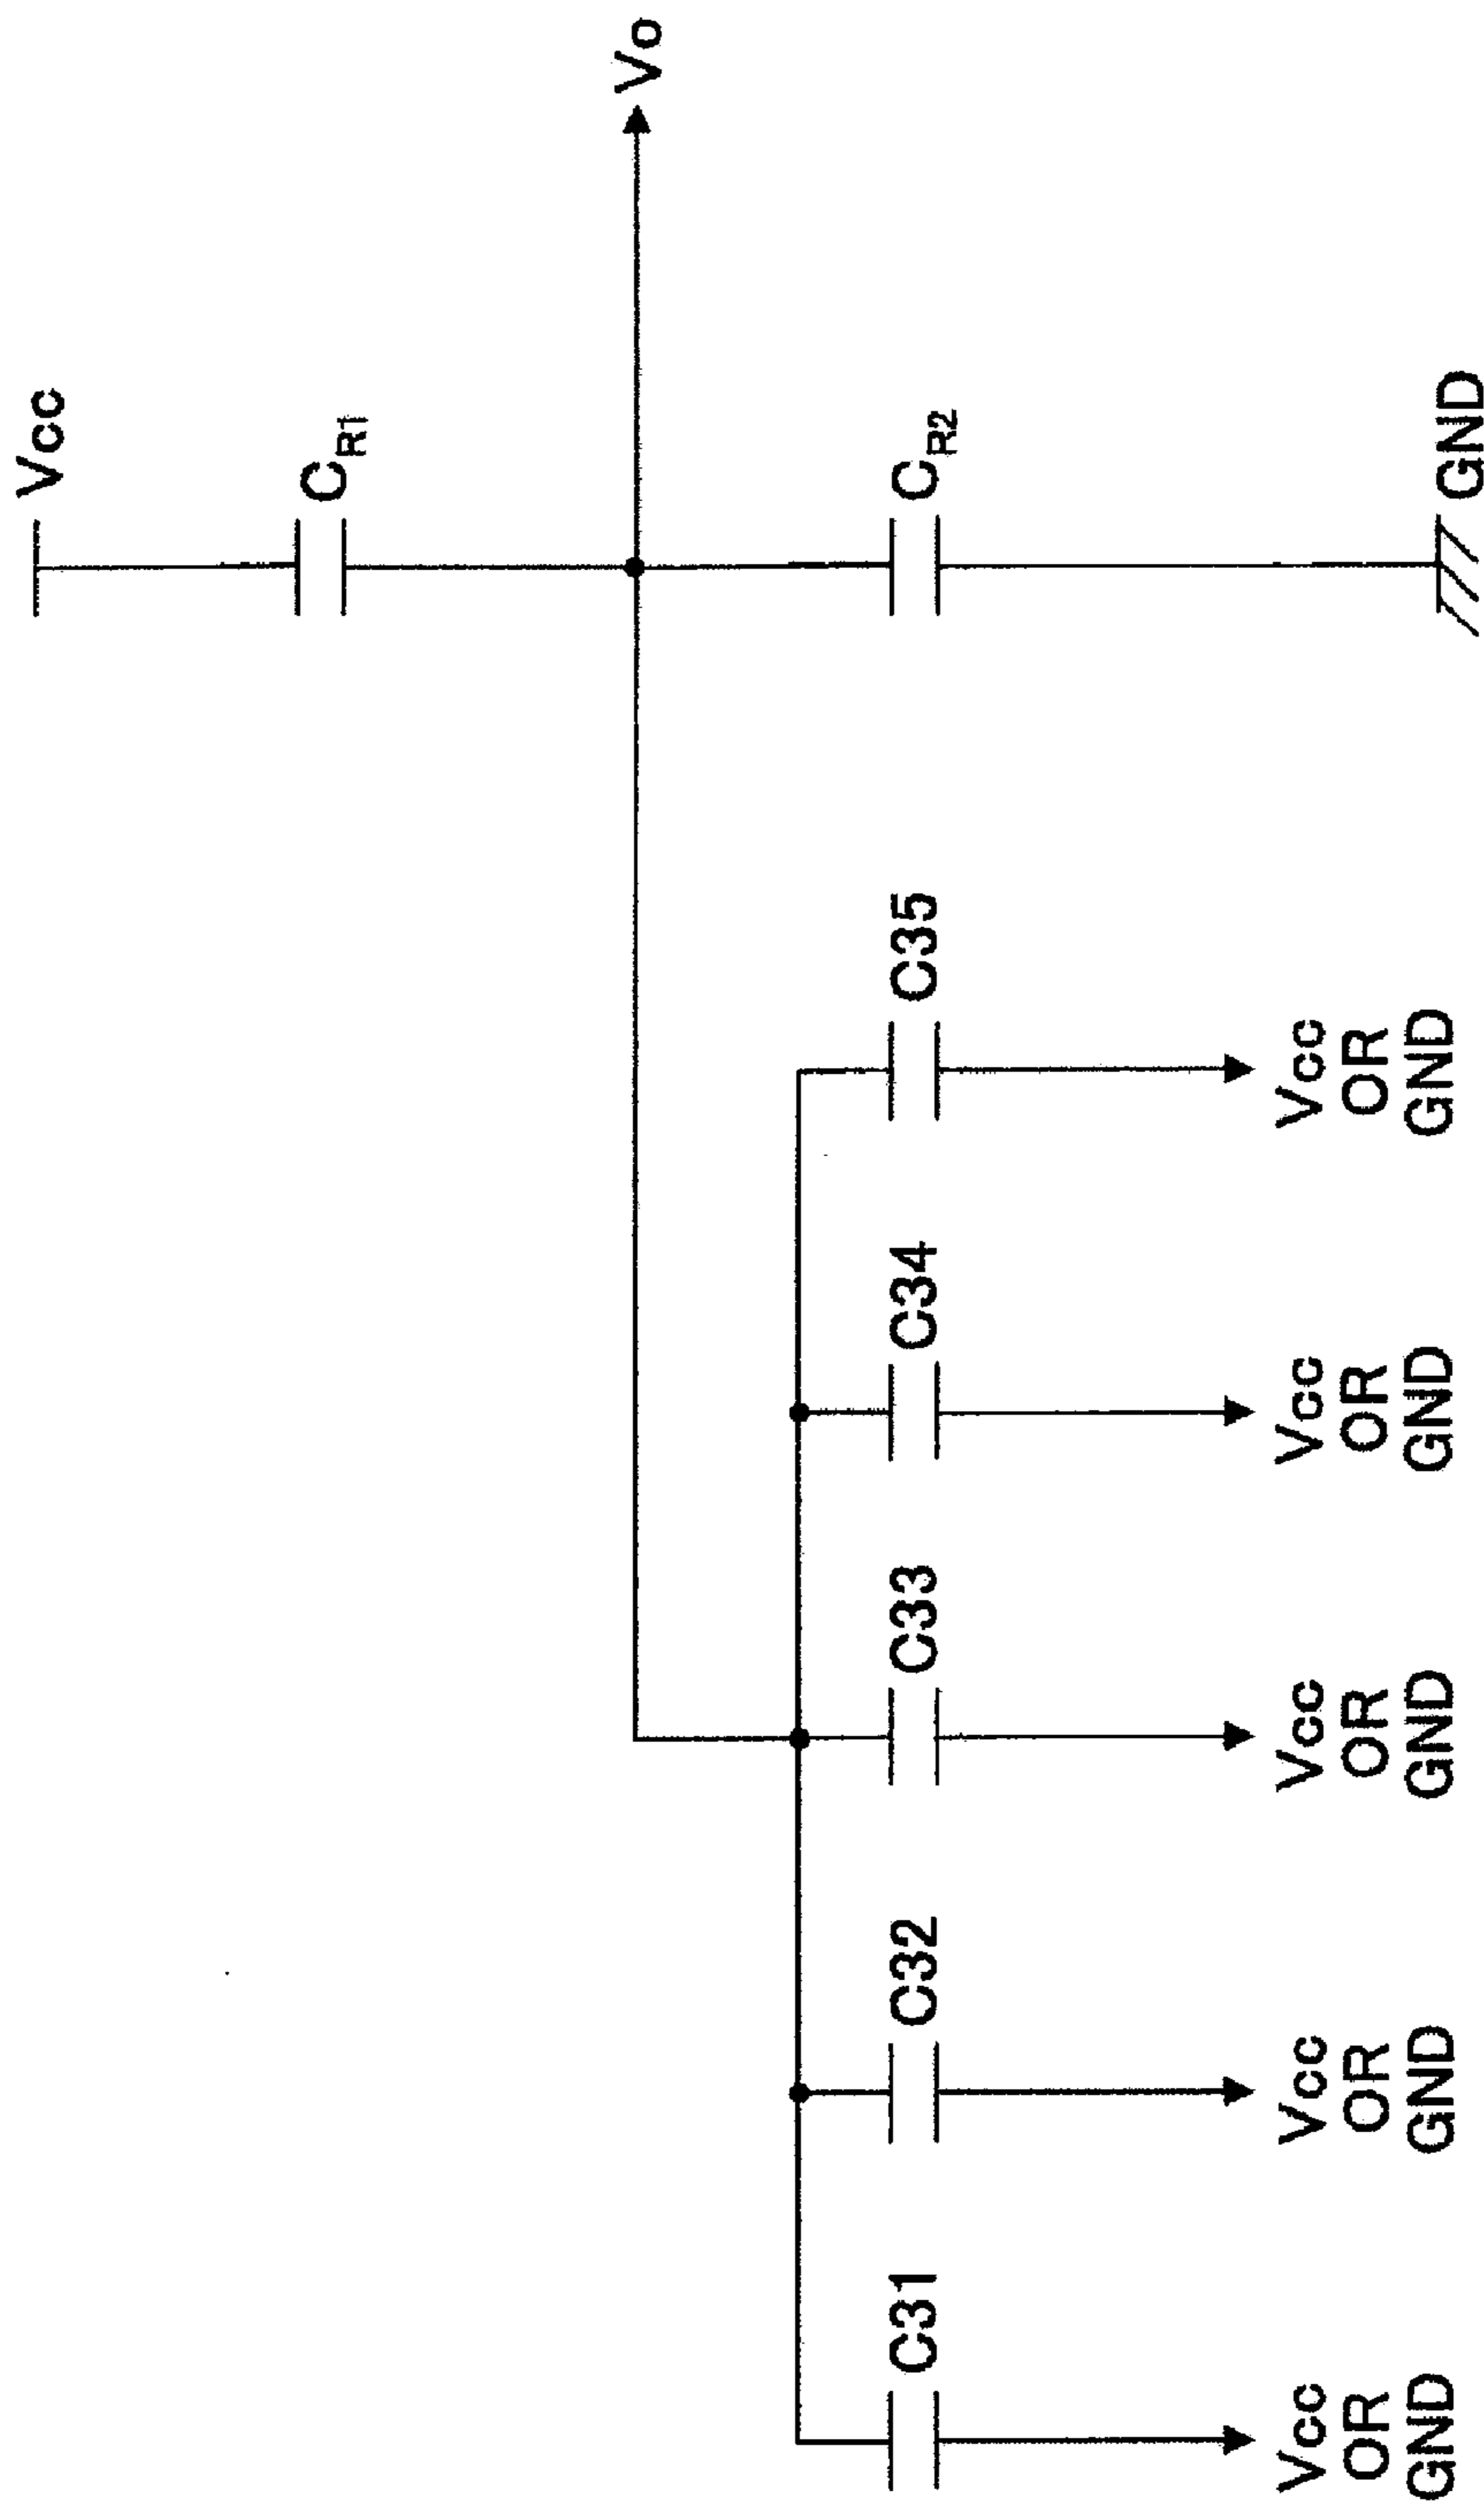 Vcc
CR1
Vo
C31
C32
C33
C34
C35
CR2
Vcc
OR
GND
Vcc
OR
GND
Vcc
OR
GND
Vcc
OR
GND
Vcc
OR
GND
GND